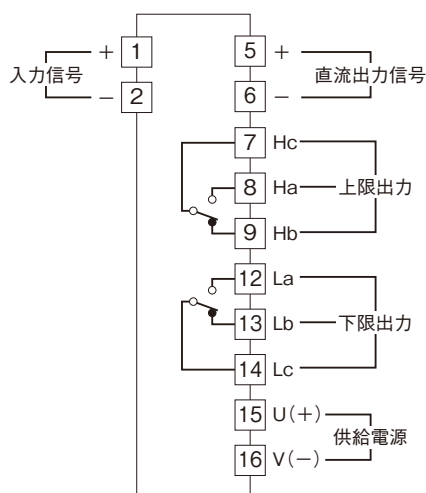 入力信号
+ 1
− 2
5 +
6 −
直流出力信号
7 Hc
8 Ha
9 Hb
上限出力
12 La
13 Lb
14 Lc
下限出力
15 U(+)
16 V(−)
供給電源